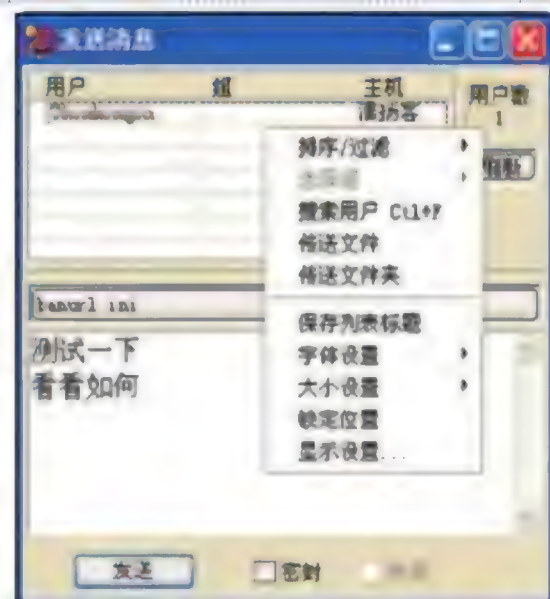 发送消息
用户 组 主机 用户数
1
排序/过滤
搜索用户 Ctl+F
传送文件
传送文件夹
保存列表标题
字体设置
大小设置
锁定位置
显示设置...
测试一下
看看如何
发送 密封